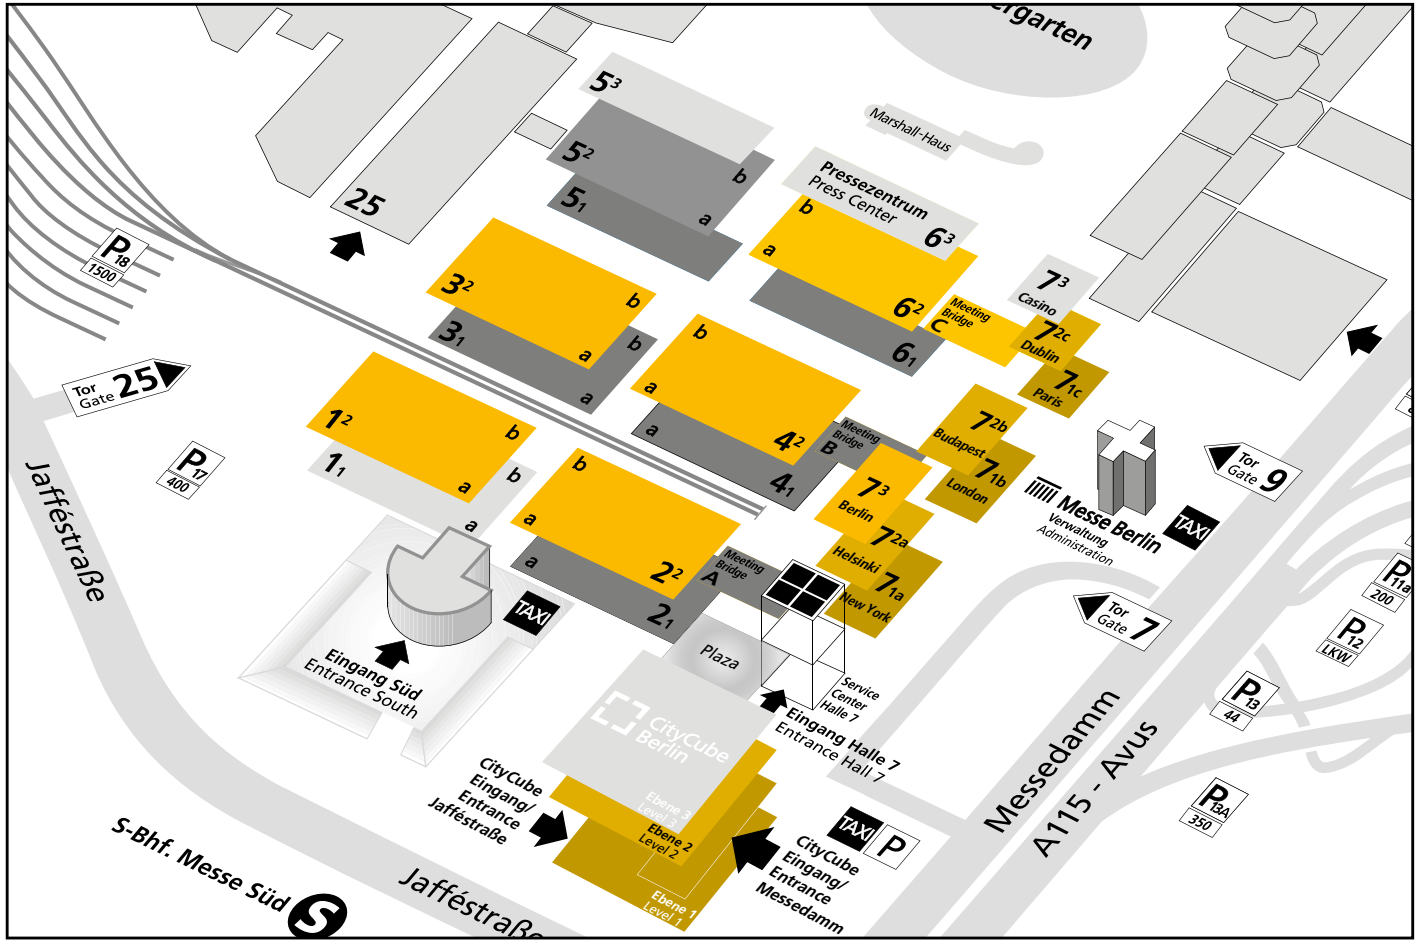 ergarten
5³
Marshall-Haus
5²
b
a
5₁
25
Pressezentrum
Press Center
6³
b
a
6²
6₁
7³
Casino
Meeting
Bridge
C
7²ᶜ
Dublin
7₁c
Paris
P18
1500
3²
b
a
3₁
b
a
b
a
4²
a
4₁
Meeting
Bridge
B
7²ᵇ
Budapest
7₁b
London
Tor
Gate 25
1²
b
a
1₁
b
a
b
a
2²
a
2₁
Meeting
Bridge
A
7³
Berlin
7²ᵃ
Helsinki
7₁a
New York
Messe Berlin
Verwaltung
Administration
TAXI
Tor
Gate 9
P17
400
Jafféstraße
TAXI
Eingang Süd
Entrance South
Plaza
Service
Center
Halle 7
Eingang Halle 7
Entrance Hall 7
Tor
Gate 7
P11a
200
P12
LKW
P13
44
P13A
350
CityCube
Berlin
Ebene 3
Level 3
Ebene 2
Level 2
Ebene 1
Level 1
CityCube
Eingang/
Entrance
Jafféstraße
CityCube
Eingang/
Entrance
Messedamm
TAXI
P
Messedamm
A115 - Avus
S-Bhf. Messe Süd
S
Jafféstraße